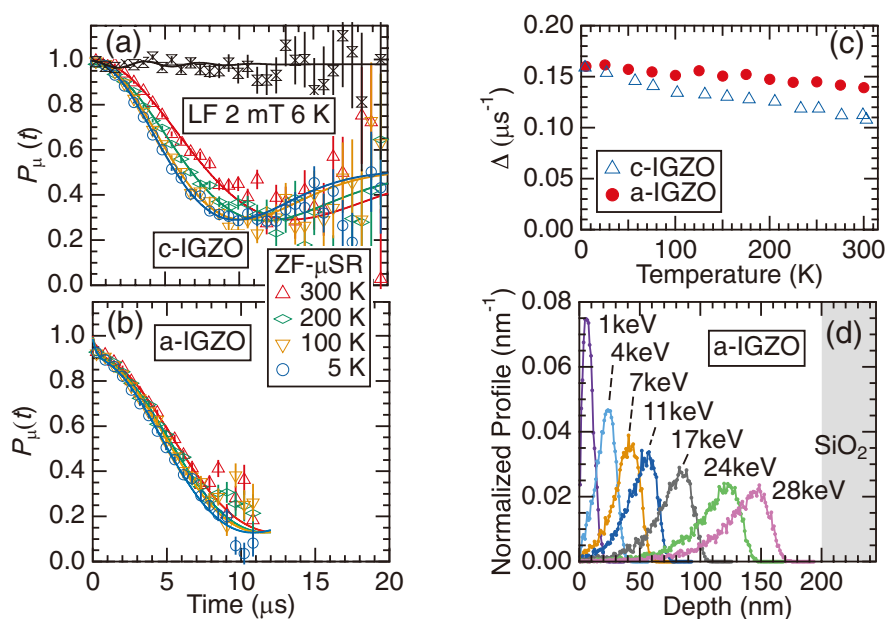 (a)
LF 2 mT 6 K
c-IGZO
Pμ(t)
1.0
0.8
0.6
0.4
0.2
0.0
ZF-μSR
300 K
200 K
100 K
5 K
(b)
a-IGZO
Pμ(t)
1.0
0.8
0.6
0.4
0.2
0.0
0 5 10 15 20
Time (μs)
(c)
Δ (μs⁻¹)
0.20
0.15
0.10
0.05
0.00
c-IGZO
a-IGZO
0 100 200 300
Temperature (K)
(d)
a-IGZO
Normalized Profile (nm⁻¹)
0.08
0.06
0.04
0.02
0.00
1keV
4keV
7keV
11keV
17keV
24keV
28keV
SiO₂
0 50 100 150 200
Depth (nm)